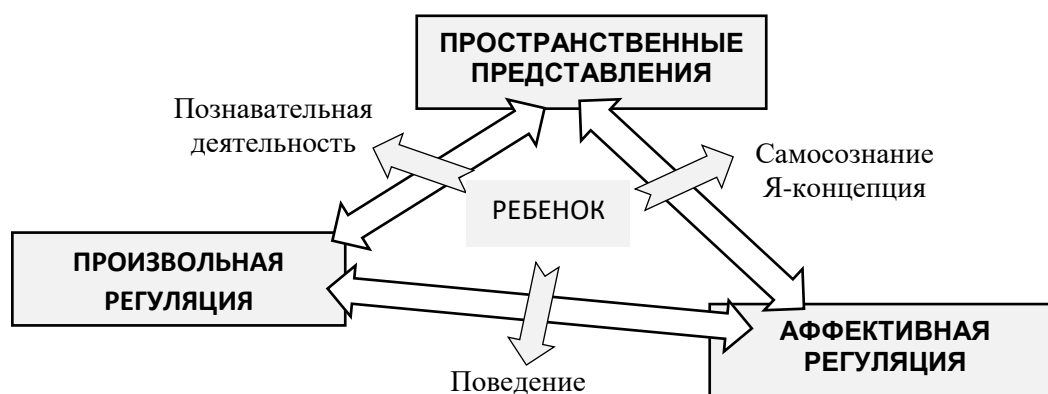 ПРОСТРАНСТВЕННЫЕ
ПРЕДСТАВЛЕНИЯ
Познавательная
деятельность
Самосознание
Я-концепция
РЕБЕНОК
ПРОИЗВОЛЬНАЯ
РЕГУЛЯЦИЯ
АФФЕКТИВНАЯ
РЕГУЛЯЦИЯ
Поведение